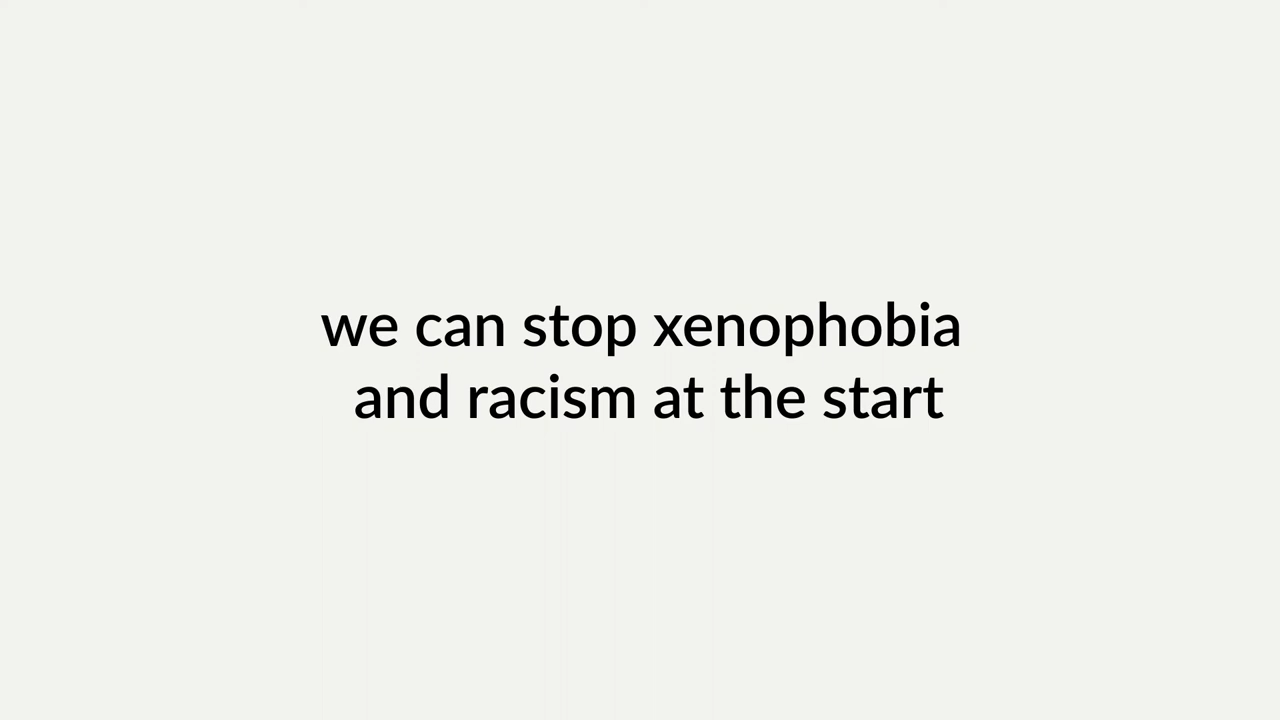 we can stop xenophobia
and racism at the start